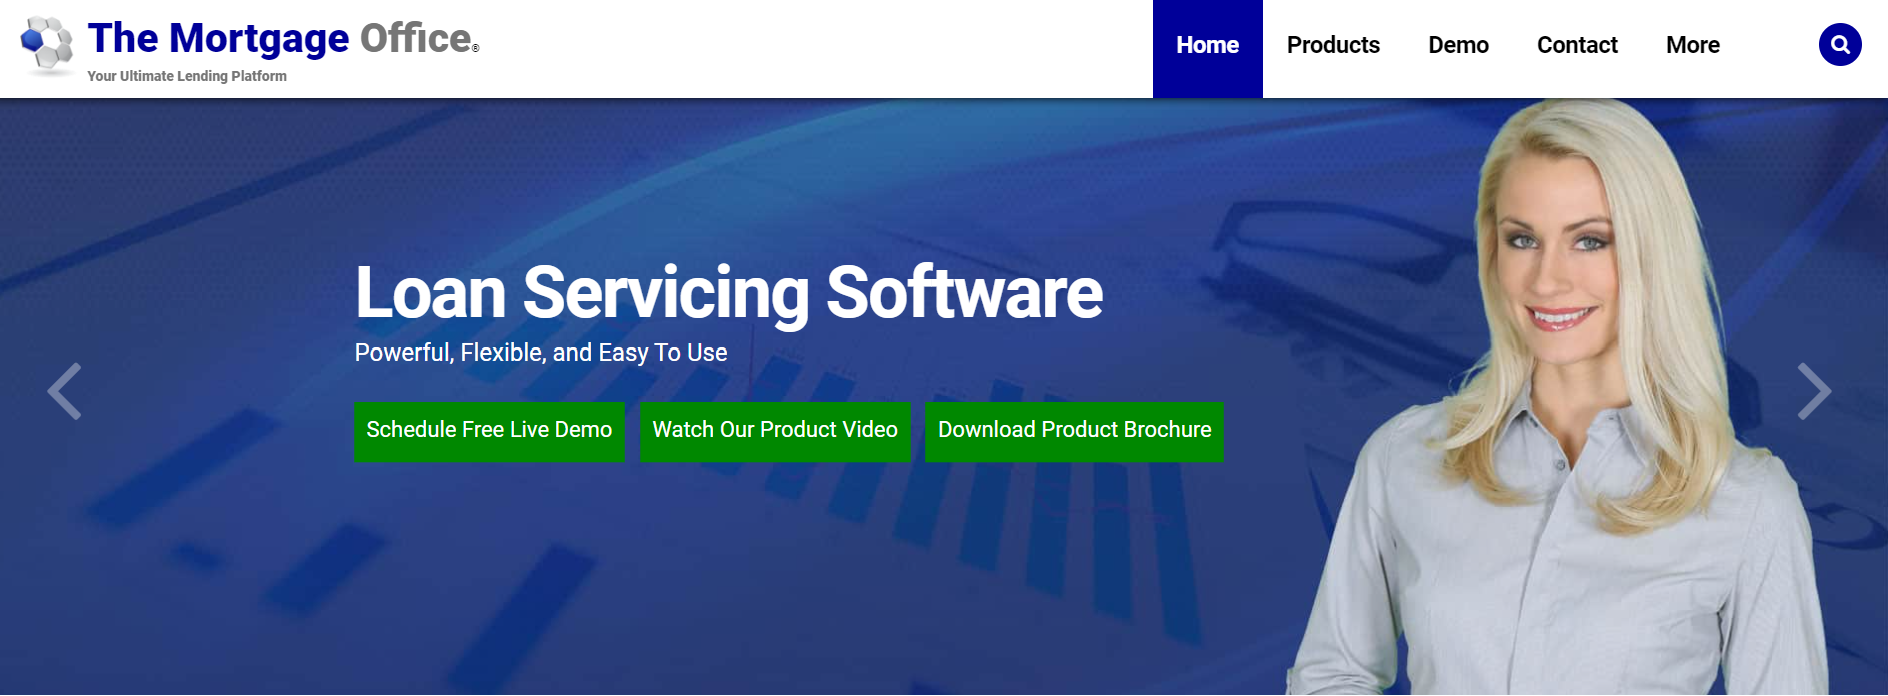 The Mortgage Office®
Your Ultimate Lending Platform
Home Products Demo Contact More
Loan Servicing Software
Powerful, Flexible, and Easy To Use
Schedule Free Live Demo Watch Our Product Video Download Product Brochure